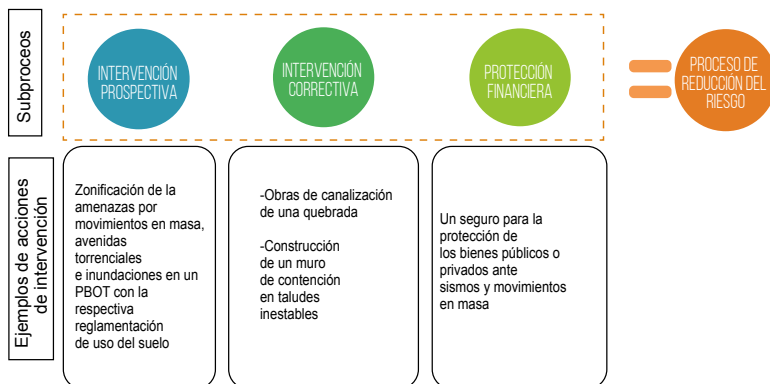 Subproceos
INTERVENCIÓN
PROSPECTIVA
INTERVENCIÓN
CORRECTIVA
PROTECCIÓN
FINANCIERA
PROCESO DE
REDUCCIÓN DEL
RIESGO
Ejemplos de acciones
de intervención
Zonificación de la
amenazas por
movimientos en masa,
avenidas
torrenciales
e inundaciones en un
PBOT con la
respectiva
reglamentación
de uso del suelo
-Obras de canalización
de una quebrada
-Construcción
de un muro
de contención
en taludes
inestables
Un seguro para la
protección de
los bienes públicos o
privados ante
sismos y movimientos
en masa